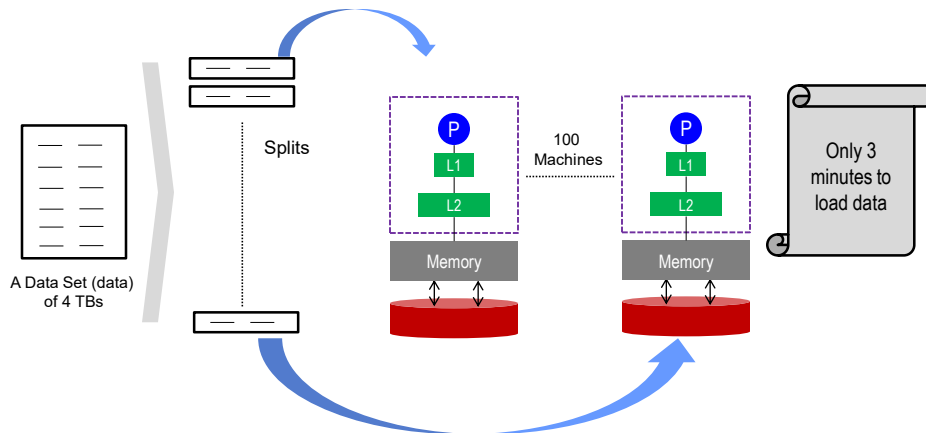 A Data Set (data)
of 4 TBs
Splits
P
L1
L2
Memory
100
Machines
P
L1
L2
Memory
Only 3
minutes to
load data